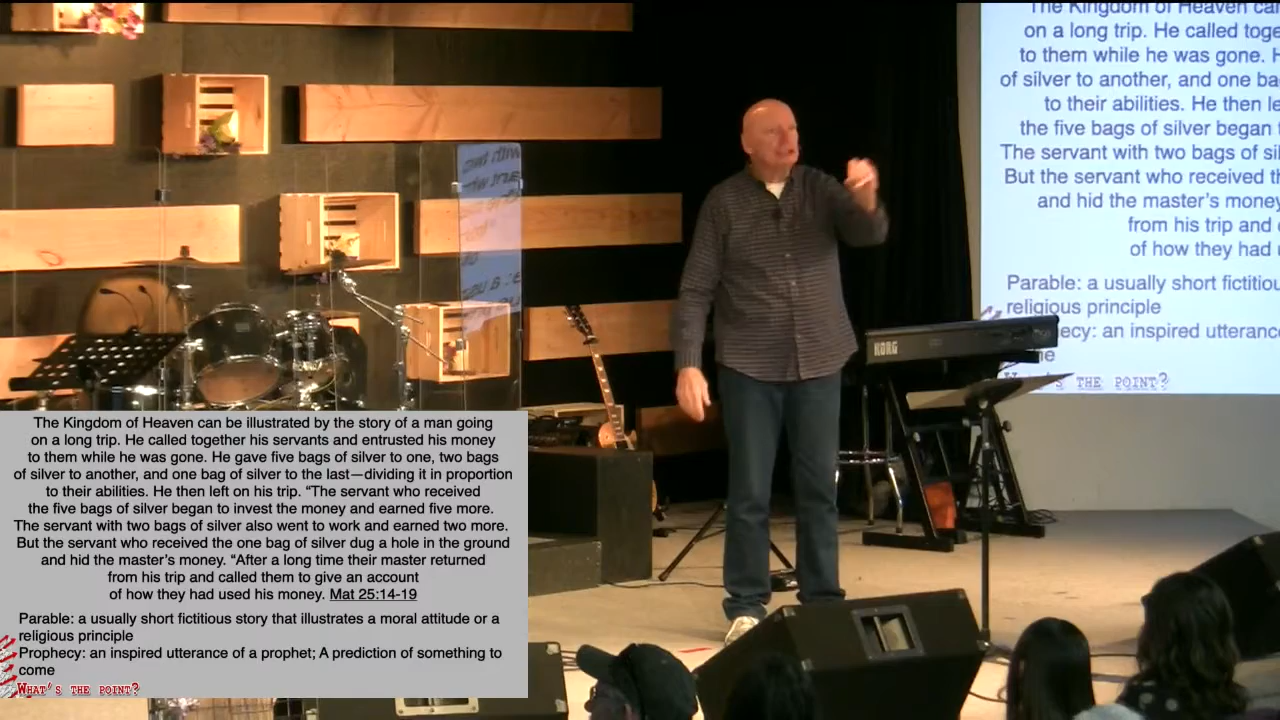 The Kingdom of Heaven can be illustrated by the story of a man going
on a long trip. He called together his servants and entrusted his money
to them while he was gone. He gave five bags of silver to one, two bags
of silver to another, and one bag of silver to the last—dividing it in proportion
to their abilities. He then left on his trip. “The servant who received
the five bags of silver began to invest the money and earned five more.
The servant with two bags of silver also went to work and earned two more.
But the servant who received the one bag of silver dug a hole in the ground
and hid the master’s money. “After a long time their master returned
from his trip and called them to give an account
of how they had used his money. Mat 25:14-19
Parable: a usually short fictitious story that illustrates a moral attitude or a
religious principle
Prophecy: an inspired utterance of a prophet; A prediction of something to
come
What's the point?
The Kingdom of Heaven can
on a long trip. He called toge
to them while he was gone. H
of silver to another, and one ba
to their abilities. He then le
the five bags of silver began t
The servant with two bags of sil
But the servant who received th
and hid the master’s money
from his trip and
of how they had
Parable: a usually short fictitiou
religious principle
ecy: an inspired utterance
me
's the point?
KORG